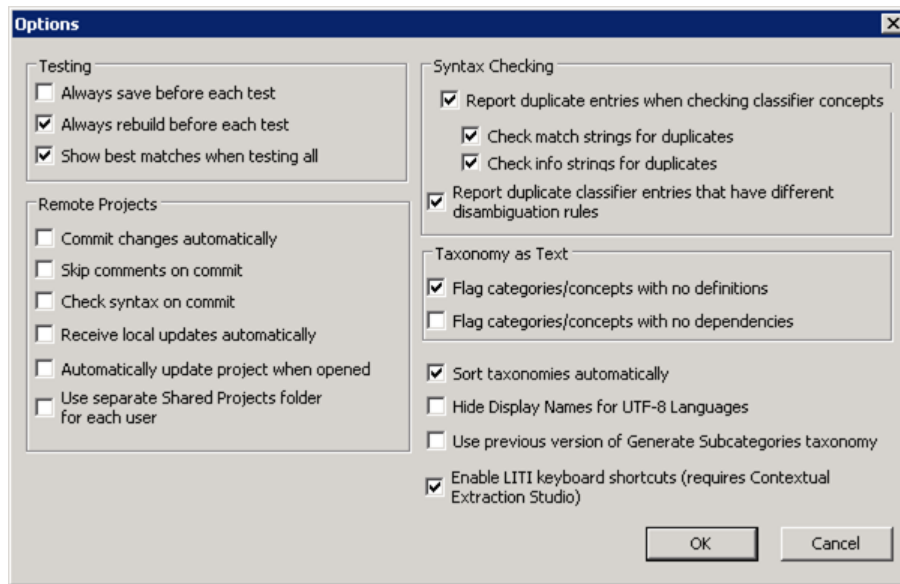 Options
Testing
Always save before each test
Always rebuild before each test
Show best matches when testing all
Remote Projects
Commit changes automatically
Skip comments on commit
Check syntax on commit
Receive local updates automatically
Automatically update project when opened
Use separate Shared Projects folder
for each user
Syntax Checking
Report duplicate entries when checking classifier concepts
Check match strings for duplicates
Check info strings for duplicates
Report duplicate classifier entries that have different
disambiguation rules
Taxonomy as Text
Flag categories/concepts with no definitions
Flag categories/concepts with no dependencies
Sort taxonomies automatically
Hide Display Names for UTF-8 Languages
Use previous version of Generate Subcategories taxonomy
Enable LITI keyboard shortcuts (requires Contextual
Extraction Studio)
OK
Cancel